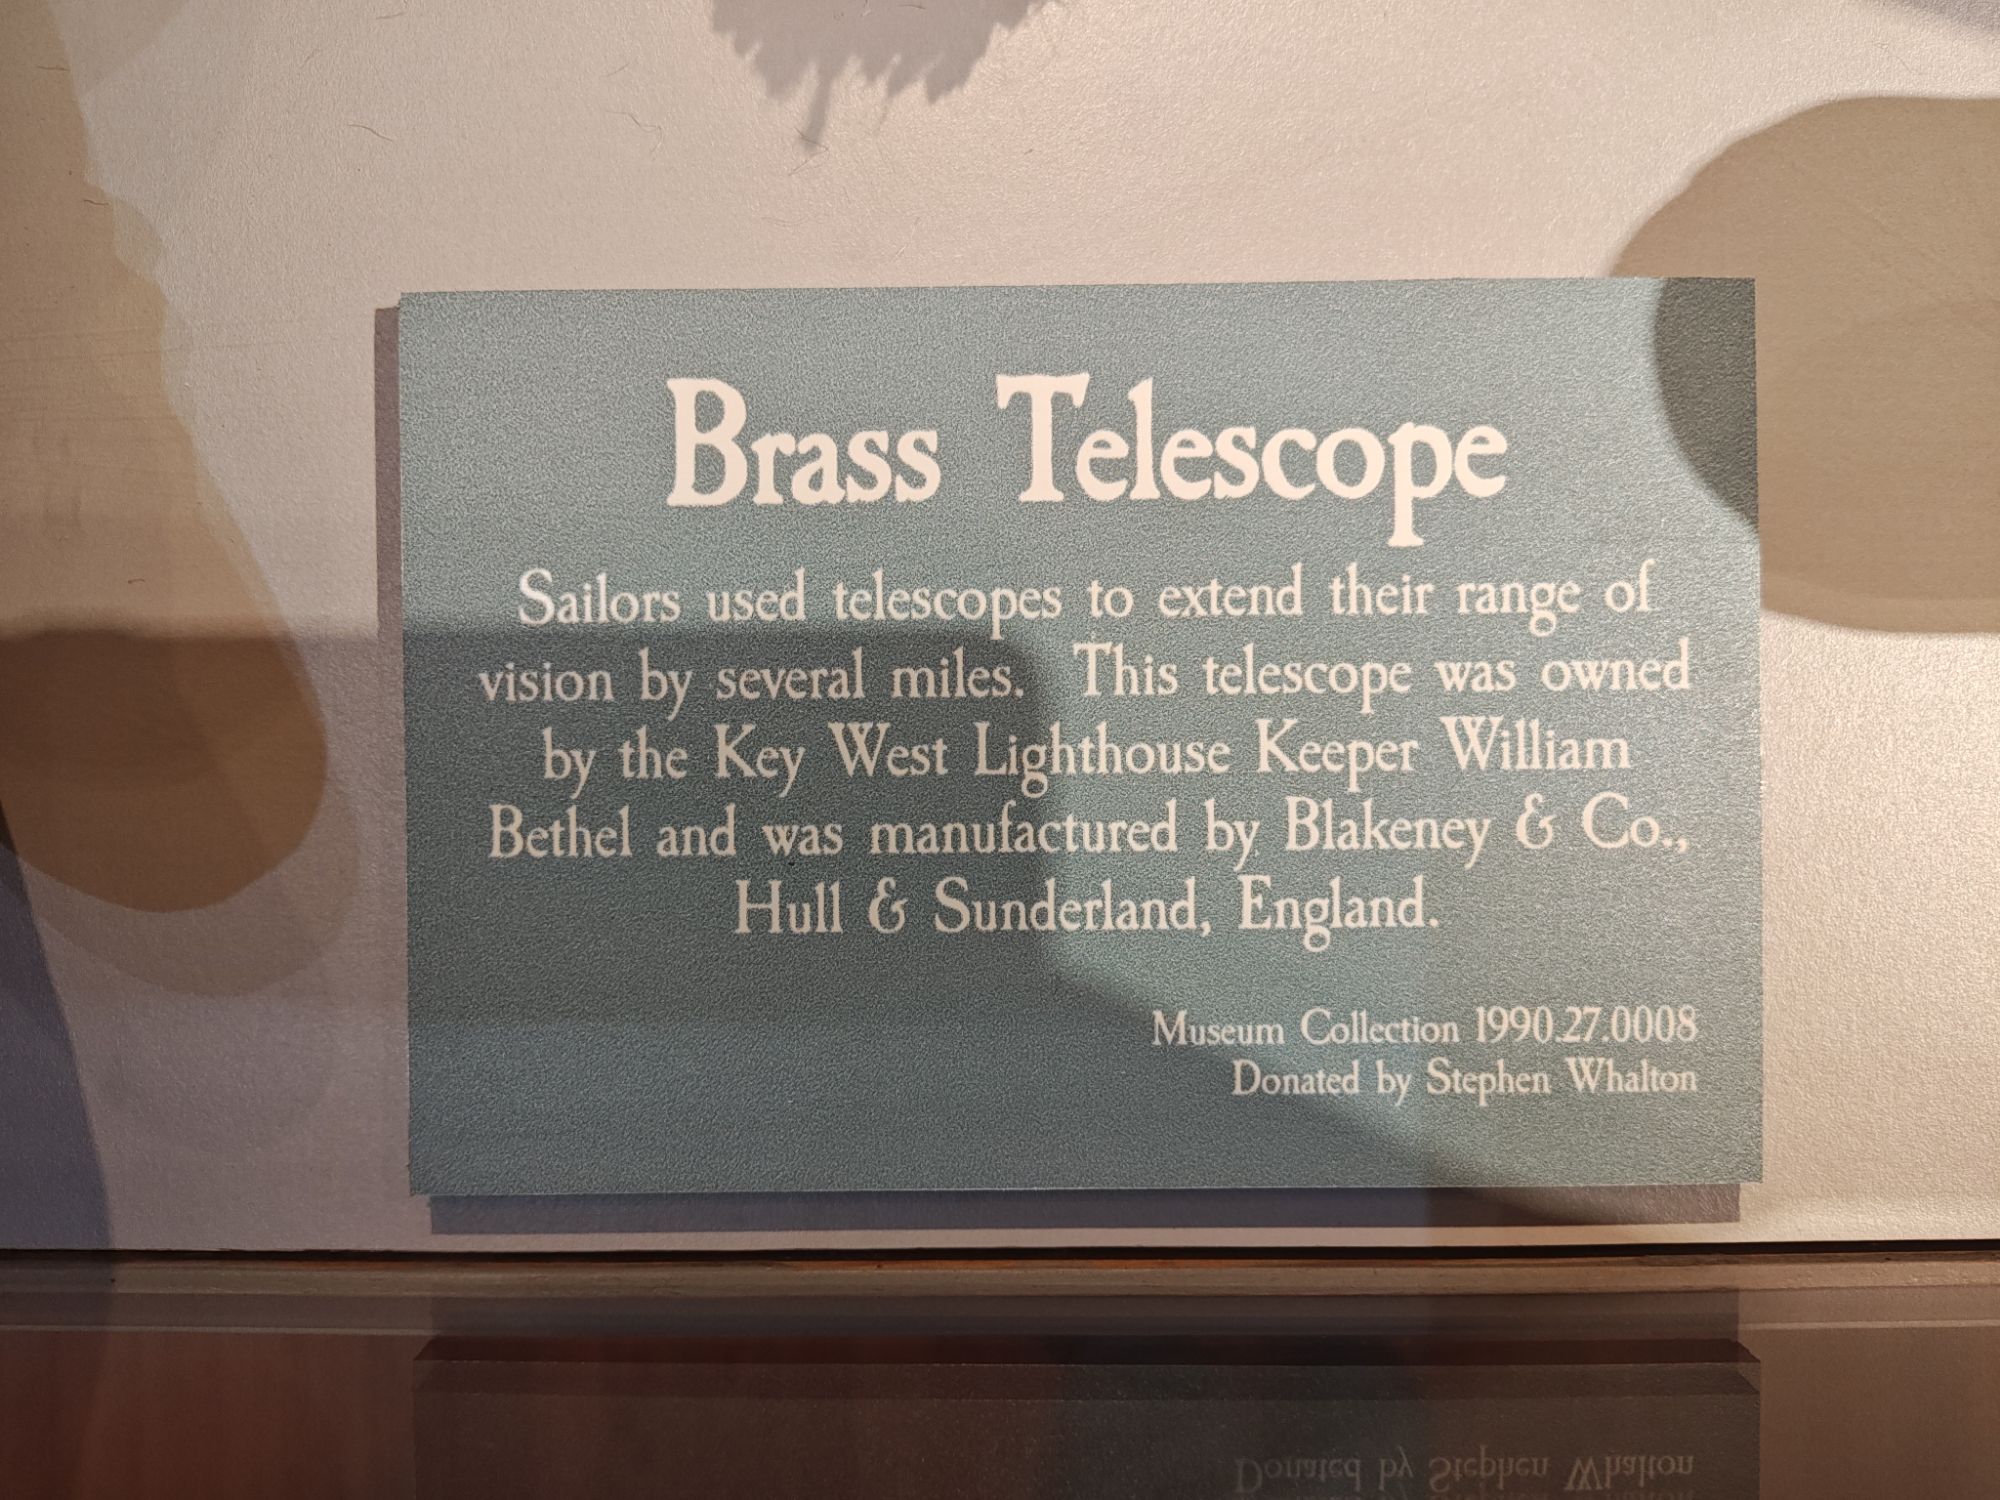 Brass Telescope
Sailors used telescopes to extend their range of
vision by several miles. This telescope was owned
by the Key West Lighthouse Keeper William
Bethel and was manufactured by Blakeney & Co.,
Hull & Sunderland, England.
Museum Collection 1990.27.0008
Donated by Stephen Whalton